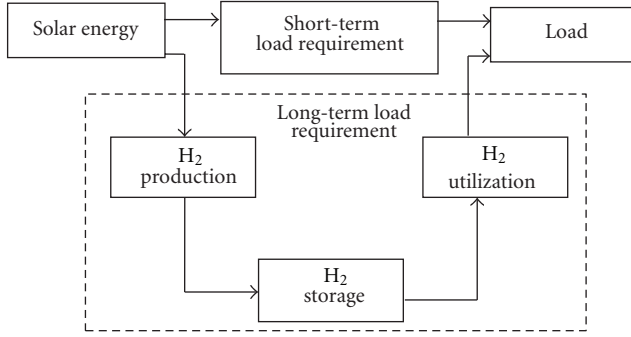 Solar energy
Short-term
load requirement
Load
Long-term load
requirement
H₂
production
H₂
utilization
H₂
storage